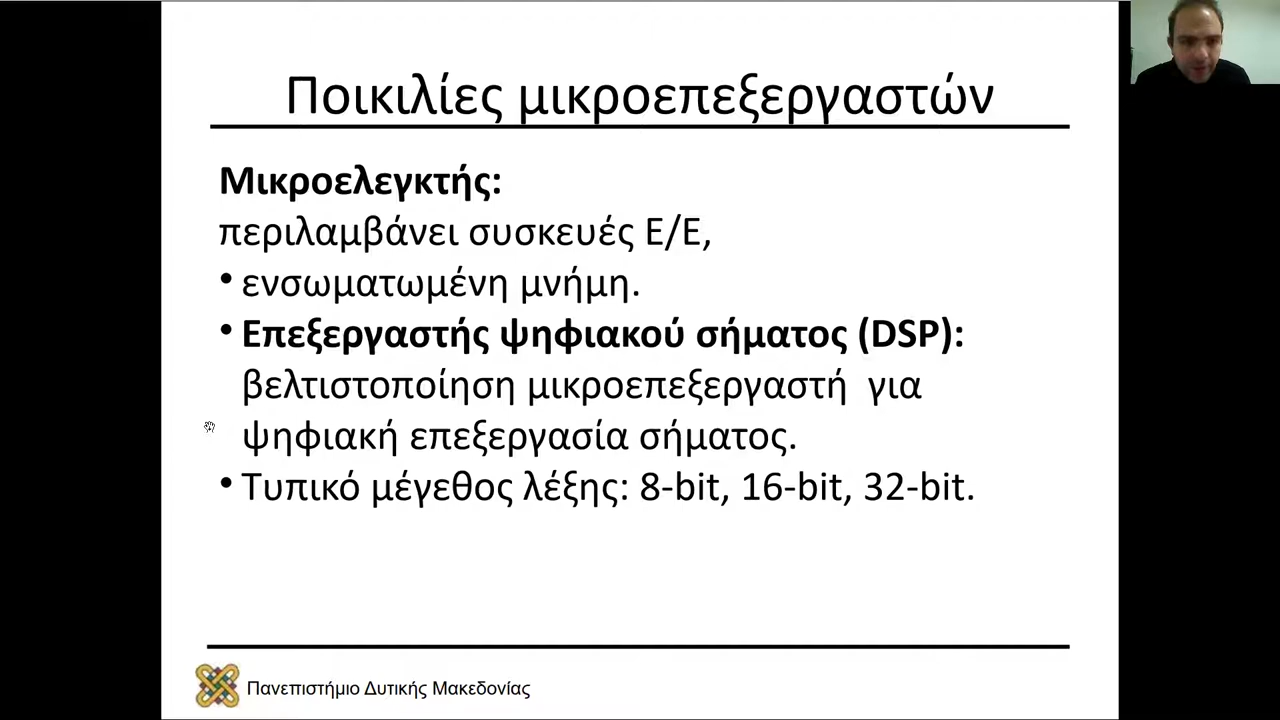 Ποικιλίες μικροεπεξεργαστών
Μικροελεγκτής:
περιλαμβάνει συσκευές Ε/Ε,
• ενσωματωμένη μνήμη.
• Επεξεργαστής ψηφιακού σήματος (DSP):
βελτιστοποίηση μικροεπεξεργαστή για
ψηφιακή επεξεργασία σήματος.
• Τυπικό μέγεθος λέξης: 8-bit, 16-bit, 32-bit.
Πανεπιστήμιο Δυτικής Μακεδονίας